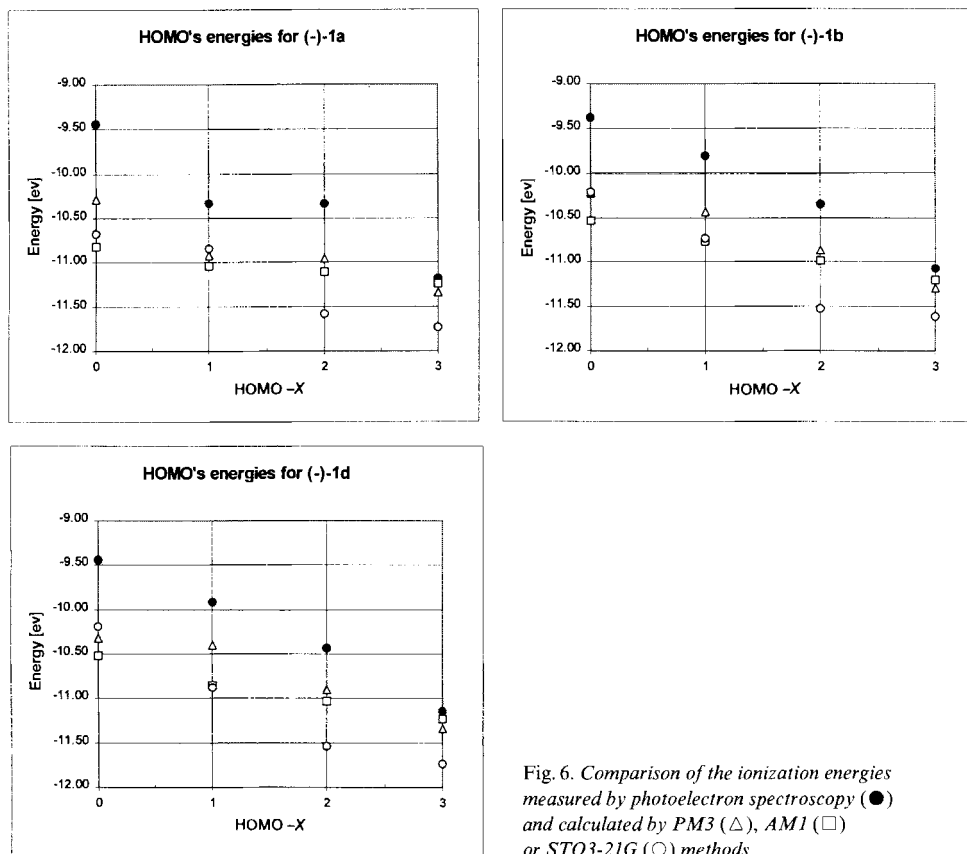 HOMO's energies for (-)-1a
-9.00
-9.50
-10.00
-10.50
-11.00
-11.50
-12.00
Energy [ev]
0 1 2 3
HOMO –X
HOMO's energies for (-)-1b
-9.00
-9.50
-10.00
-10.50
-11.00
-11.50
-12.00
Energy [ev]
0 1 2 3
HOMO –X
HOMO's energies for (-)-1d
-9.00
-9.50
-10.00
-10.50
-11.00
-11.50
-12.00
Energy [ev]
0 1 2 3
HOMO –X
Fig. 6. Comparison of the ionization energies
measured by photoelectron spectroscopy (●)
and calculated by PM3 (△), AM1 (□)
or STO3-21G (○) methods